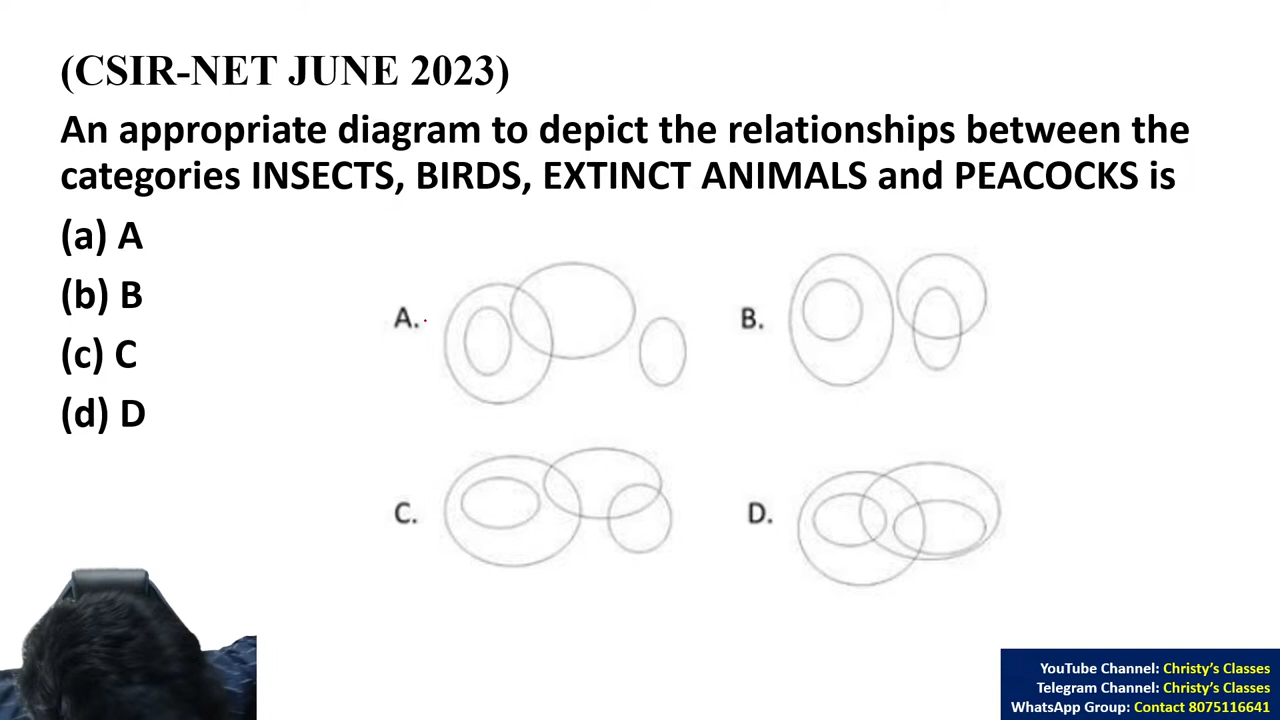 (CSIR-NET JUNE 2023)
An appropriate diagram to depict the relationships between the
categories INSECTS, BIRDS, EXTINCT ANIMALS and PEACOCKS is
(a) A
(b) B
(c) C
(d) D
A.
B.
C.
D.
YouTube Channel: Christy's Classes
Telegram Channel: Christy's Classes
WhatsApp Group: Contact 8075116641